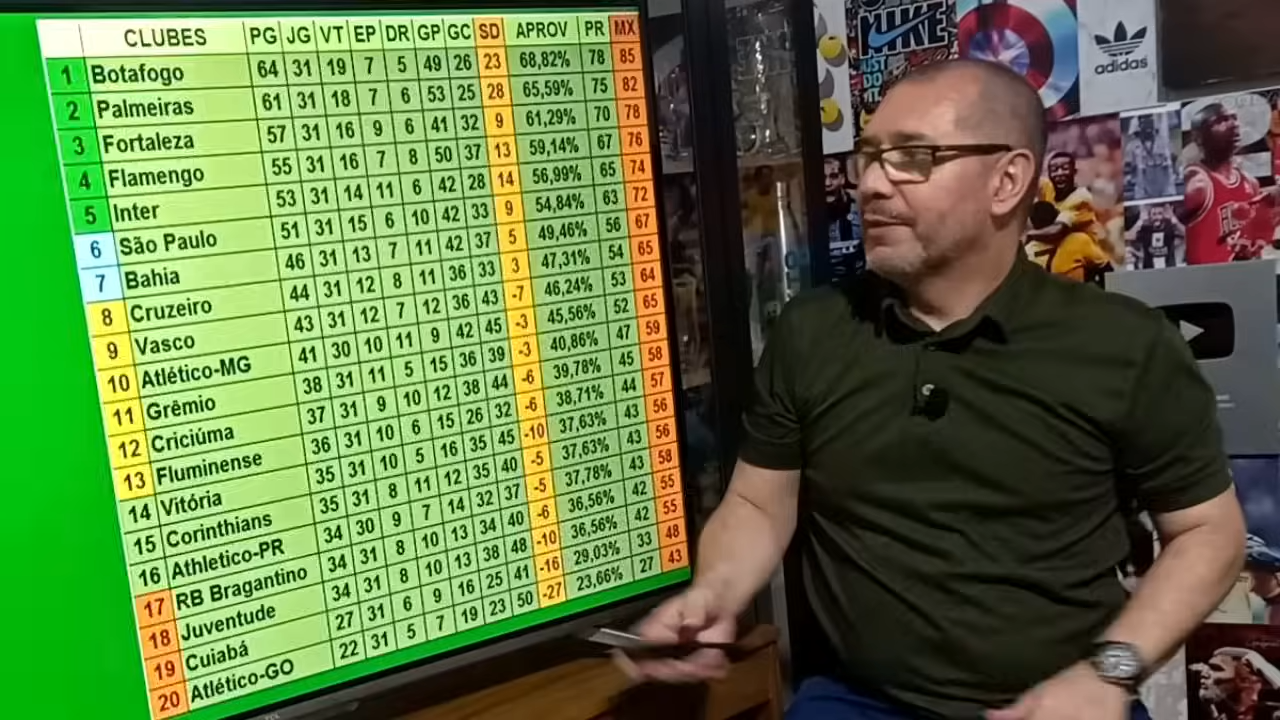 CLUBES PG JG VT EP DR GP GC SD APROV PR MX
1 Botafogo 64 31 19 7 5 49 26 23 68,82% 78 85
2 Palmeiras 61 31 18 7 6 53 25 28 65,59% 75 82
3 Fortaleza 57 31 16 9 6 41 32 9 61,29% 70 78
4 Flamengo 55 31 16 7 8 50 37 13 59,14% 67 76
5 Inter 53 31 14 11 6 42 28 14 56,99% 65 74
6 São Paulo 51 31 15 6 10 42 33 9 54,84% 63 72
7 Bahia 46 31 13 7 11 42 37 5 49,46% 56 67
8 Cruzeiro 44 31 12 8 11 36 33 3 47,31% 54 65
9 Vasco 43 31 12 7 12 36 43 -7 46,24% 53 64
10 Atlético-MG 41 30 10 11 9 42 45 -3 45,56% 52 65
11 Grêmio 38 31 11 5 15 36 39 -3 40,86% 47 59
12 Criciúma 37 31 9 10 12 38 44 -6 39,78% 45 58
13 Fluminense 36 31 10 6 15 26 32 -6 38,71% 44 57
14 Vitória 35 31 10 5 16 35 45 -10 37,63% 43 56
15 Corinthians 35 31 8 11 12 35 40 -5 37,63% 43 56
16 Athletico-PR 34 30 9 7 14 32 37 -5 37,78% 43 58
17 RB Bragantino 34 31 8 10 13 34 40 -6 36,56% 42 55
18 Juventude 34 31 8 10 13 38 48 -10 36,56% 42 55
19 Cuiabá 27 31 6 9 16 25 41 -16 29,03% 33 48
20 Atlético-GO 22 31 5 7 19 23 50 -27 23,66% 27 43
NIKE
JUST
DO
IT.
adidas